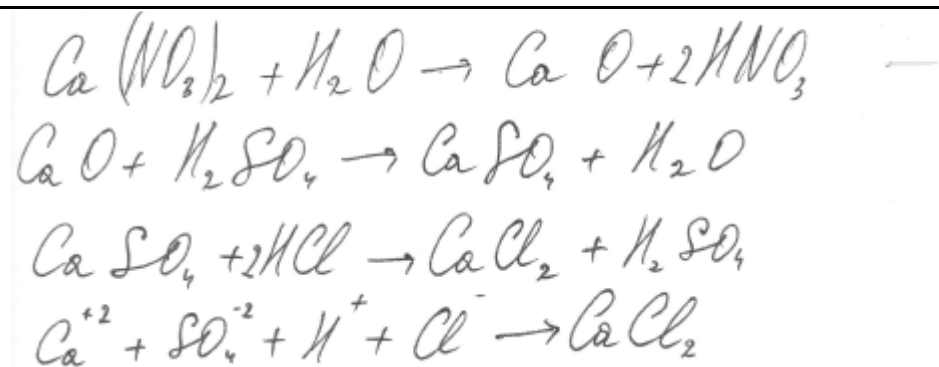 Ca(NO₃)₂ + H₂O → CaO + 2HNO₃
CaO + H₂SO₄ → CaSO₄ + H₂O
CaSO₄ + 2HCl → CaCl₂ + H₂SO₄
Ca⁺² + SO₄⁻² + H⁺ + Cl⁻ → CaCl₂